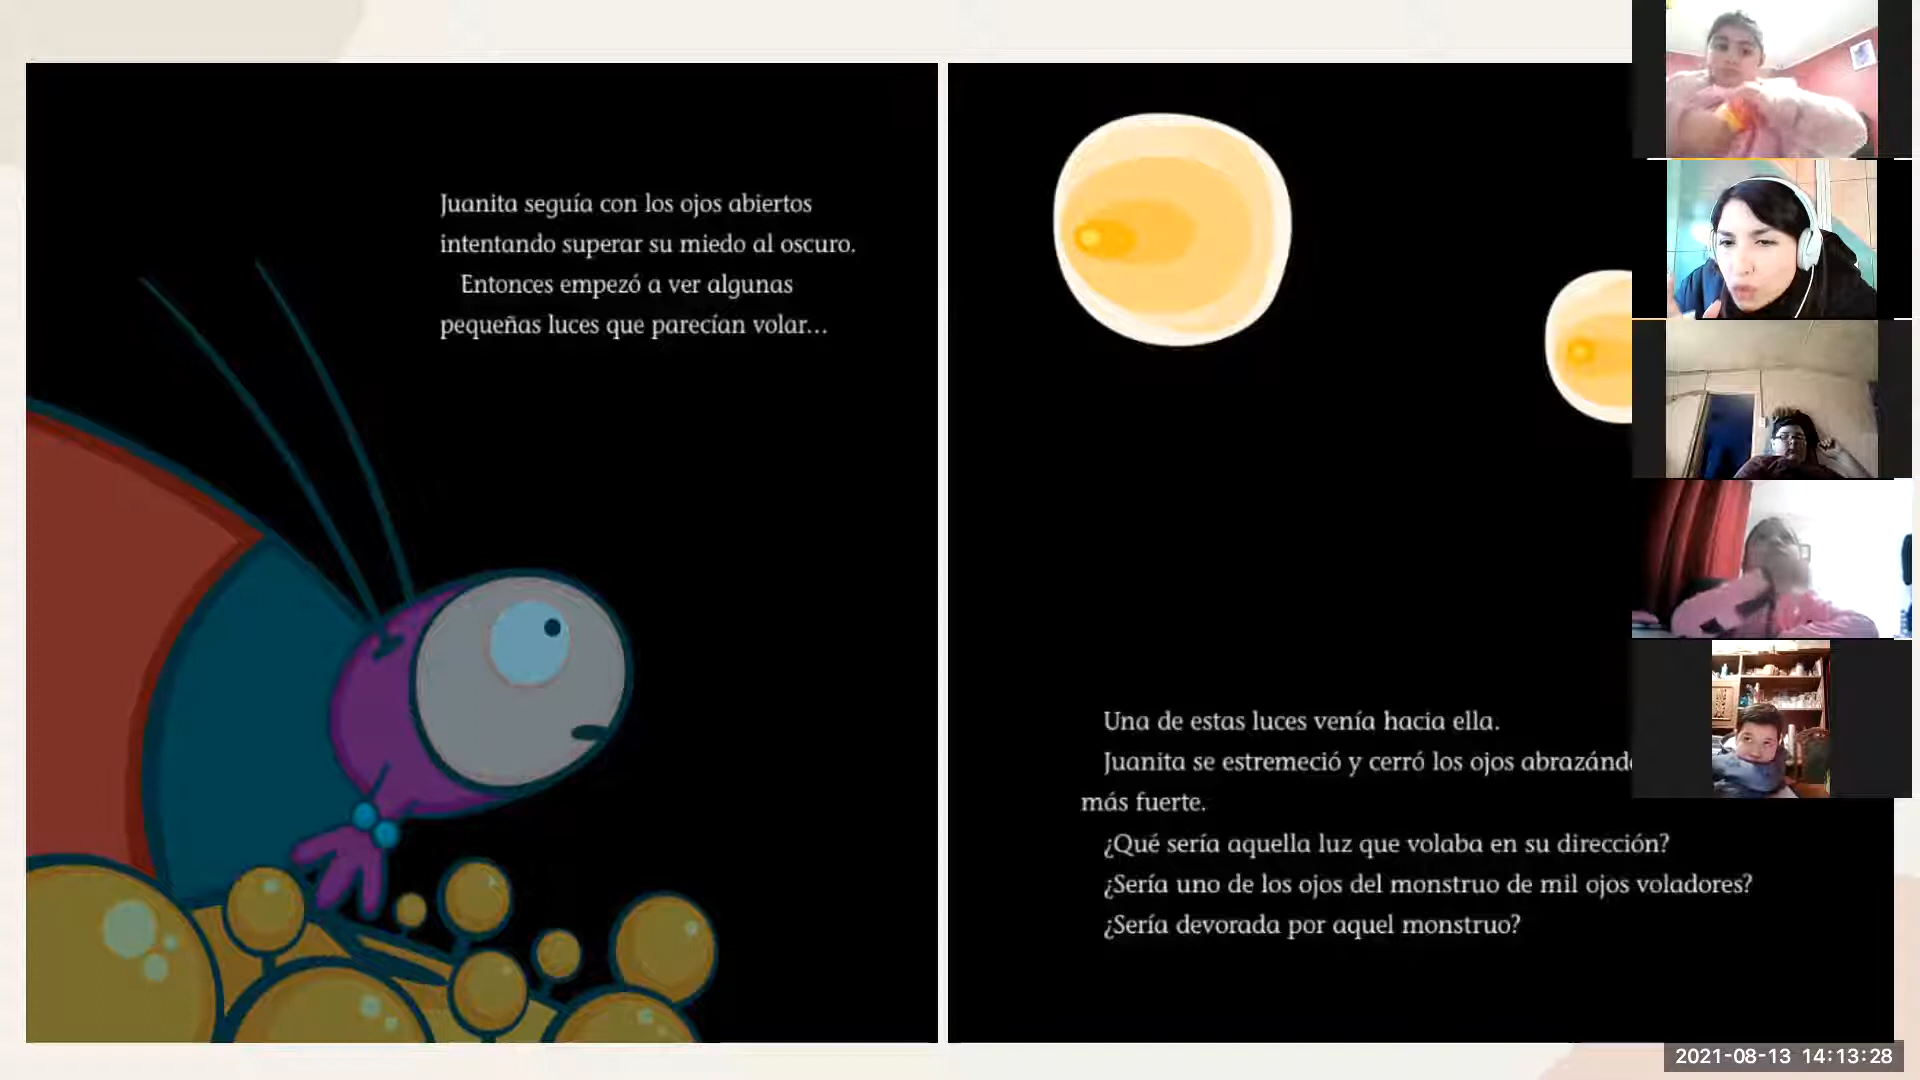 Juanita seguía con los ojos abiertos
intentando superar su miedo al oscuro.
Entonces empezó a ver algunas
pequeñas luces que parecían volar...
Una de estas luces venía hacia ella.
Juanita se estremeció y cerró los ojos
más fuerte.
¿Qué sería aquella luz que volaba en su dirección?
¿Sería uno de los ojos del monstruo de mil ojos voladores?
¿Sería devorada por aquel monstruo?
2021-08-13 14:13:28